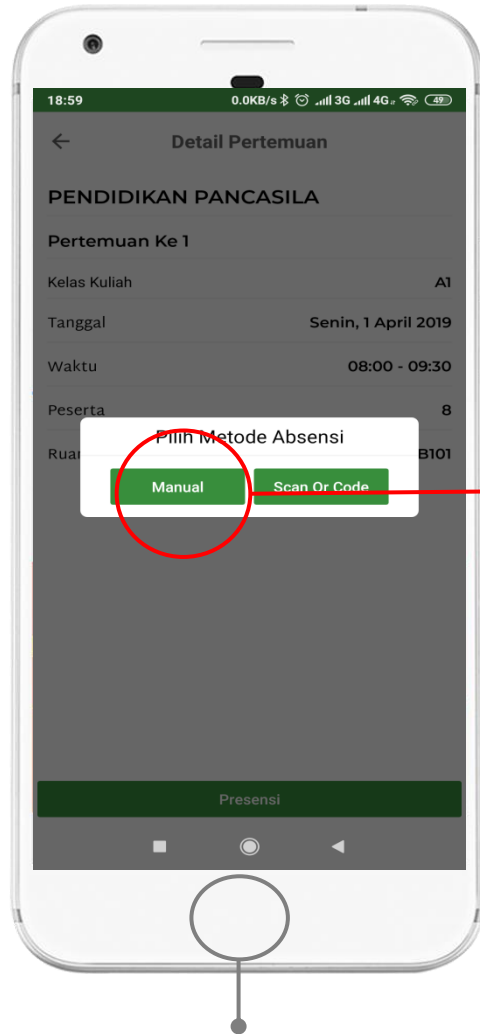 18:59 0.0KB/s 3G 4G 49
Detail Pertemuan
PENDIDIKAN PANCASILA
Pertemuan Ke 1
Kelas Kuliah A1
Tanggal Senin, 1 April 2019
Waktu 08:00 - 09:30
Peserta 8
Pilih Metode Absensi
Rua B101
Manual Scan Qr Code
Presensi